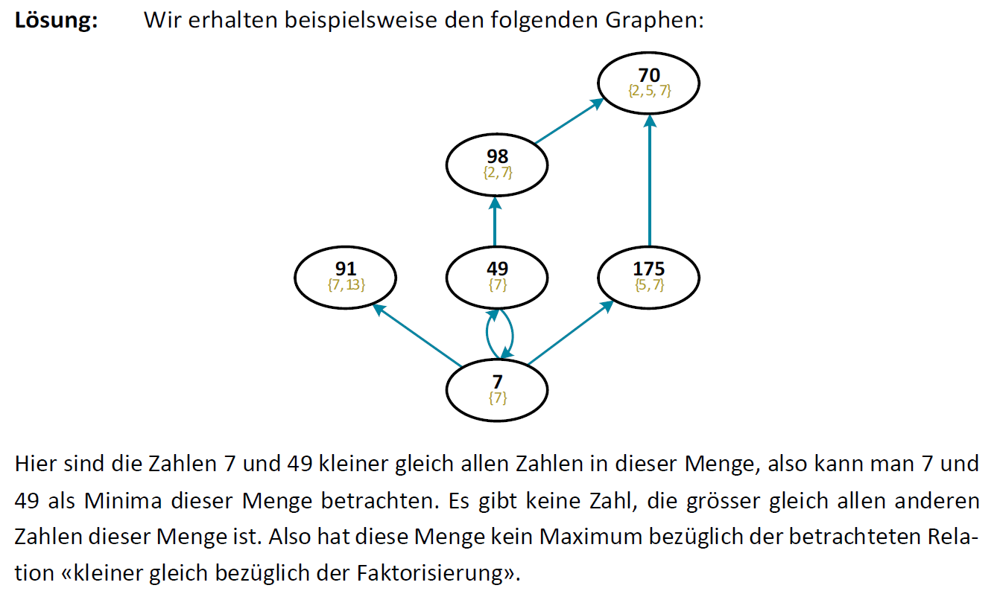 Lösung: Wir erhalten beispielsweise den folgenden Graphen:
70
{2, 5, 7}
98
{2, 7}
91
{7, 13}
49
{7}
175
{5, 7}
7
{7}
Hier sind die Zahlen 7 und 49 kleiner gleich allen Zahlen in dieser Menge, also kann man 7 und
49 als Minima dieser Menge betrachten. Es gibt keine Zahl, die grösser gleich allen anderen
Zahlen dieser Menge ist. Also hat diese Menge kein Maximum bezüglich der betrachteten Rela-
tion «kleiner gleich bezüglich der Faktorisierung».